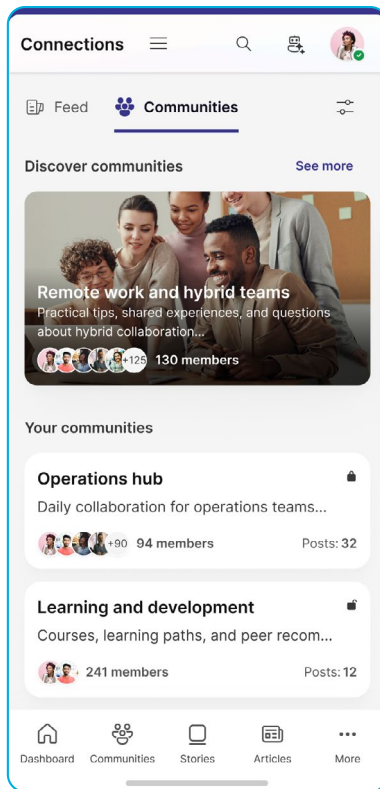 Connections
Feed
Communities
Discover communities
See more
Remote work and hybrid teams
Practical tips, shared experiences, and questions
about hybrid collaboration...
+125
130 members
Your communities
Operations hub
Daily collaboration for operations teams...
+90
94 members
Posts: 32
Learning and development
Courses, learning paths, and peer recom...
241 members
Posts: 12
Dashboard
Communities
Stories
Articles
More